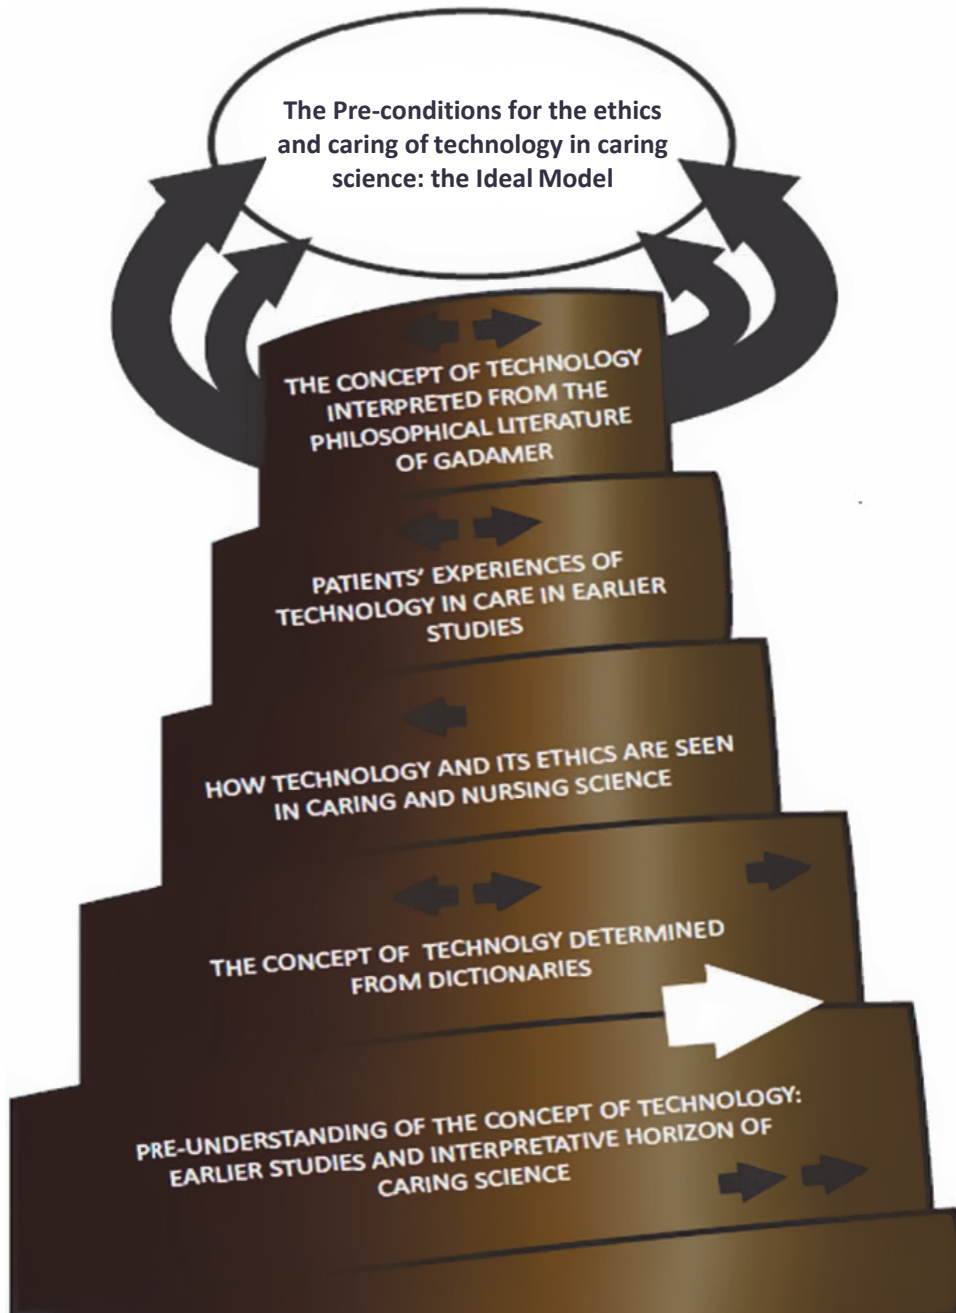 The Pre-conditions for the ethics
and caring of technology in caring
science: the Ideal Model
THE CONCEPT OF TECHNOLOGY
INTERPRETED FROM THE
PHILOSOPHICAL LITERATURE
OF GADAMER
PATIENTS’ EXPERIENCES OF
TECHNOLOGY IN CARE IN EARLIER
STUDIES
HOW TECHNOLOGY AND ITS ETHICS ARE SEEN
IN CARING AND NURSING SCIENCE
THE CONCEPT OF TECHNOLGY DETERMINED
FROM DICTIONARIES
PRE-UNDERSTANDING OF THE CONCEPT OF TECHNOLOGY:
EARLIER STUDIES AND INTERPRETATIVE HORIZON OF
CARING SCIENCE